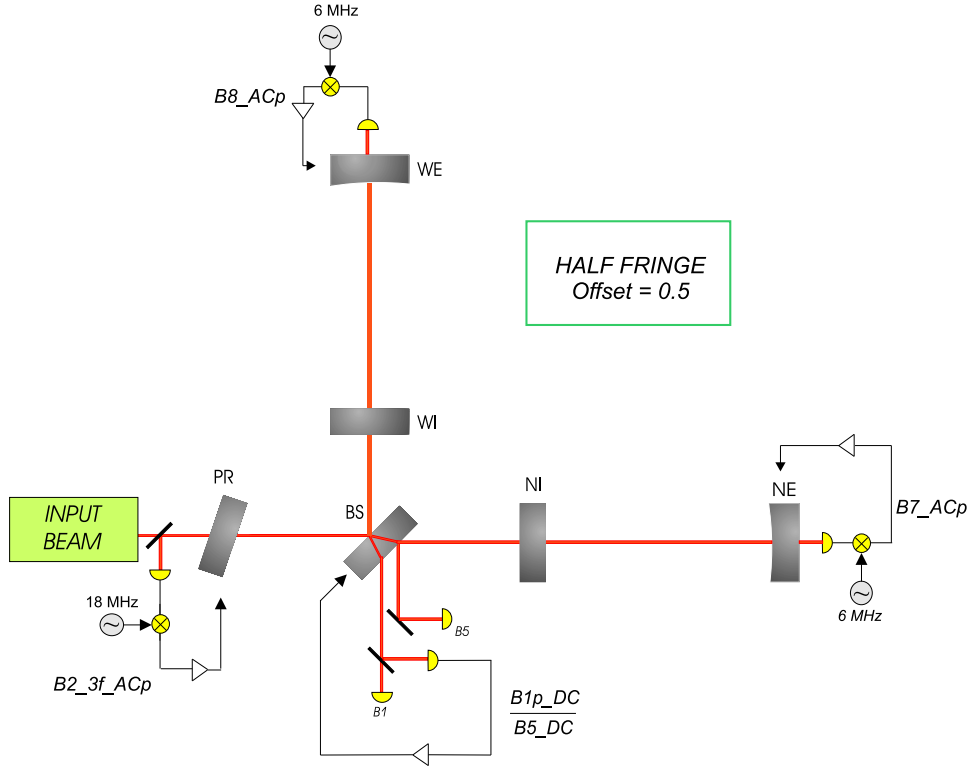 6 MHz
B8_ACp
WE
HALF FRINGE
Offset = 0.5
WI
PR
NI
NE
BS
B7_ACp
INPUT
BEAM
18 MHz
6 MHz
B5
B2_3f_ACp
B1
B1p_DC
B5_DC